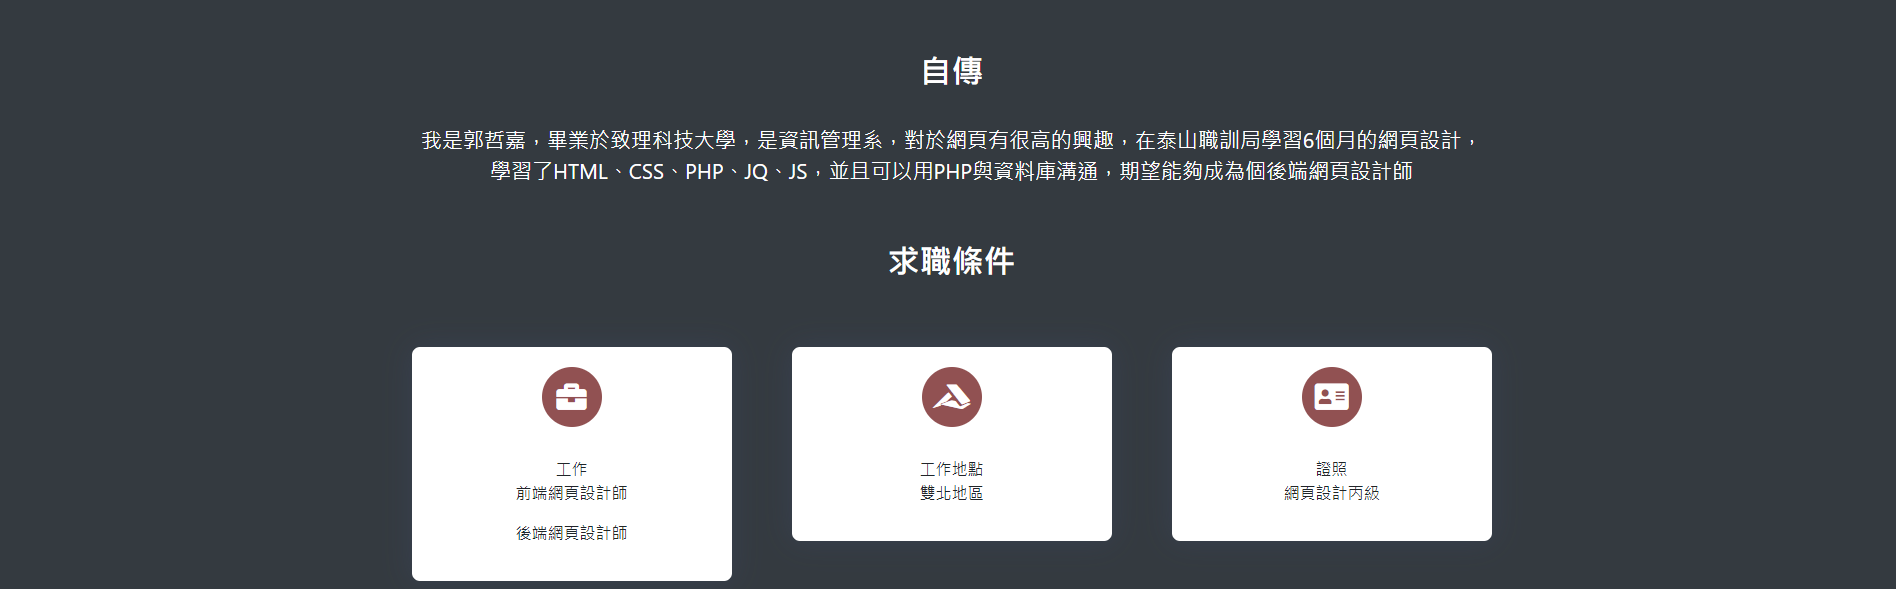 自傳
我是郭哲嘉，畢業於致理科技大學，是資訊管理系，對於網頁有很高的興趣，在泰山職訓局學習6個月的網頁設計，
學習了HTML、CSS、PHP、JQ、JS，並且可以用PHP與資料庫溝通，期望能夠成為個後端網頁設計師
求職條件
工作
前端網頁設計師
後端網頁設計師
工作地點
雙北地區
證照
網頁設計丙級